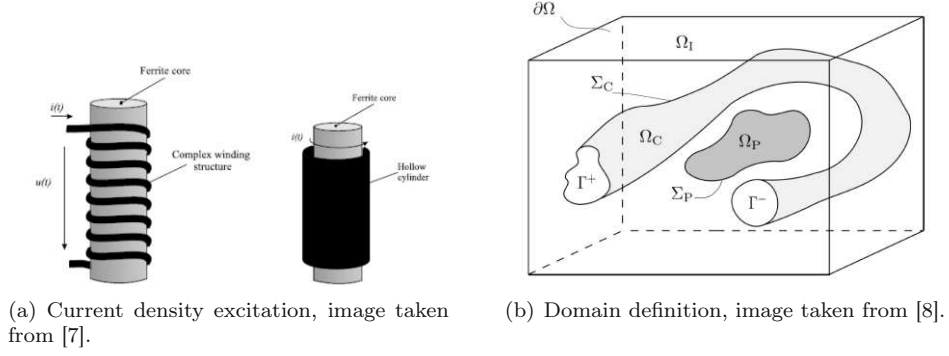 Ferrite core
i(t)
Complex winding
structure
u(t)
Ferrite core
i(t)
Hollow
cylinder
(a) Current density excitation, image taken
from [7].
∂Ω
Ω_I
Σ_C
Ω_C
Ω_P
Γ⁺
Σ_P
Γ⁻
(b) Domain definition, image taken from [8].